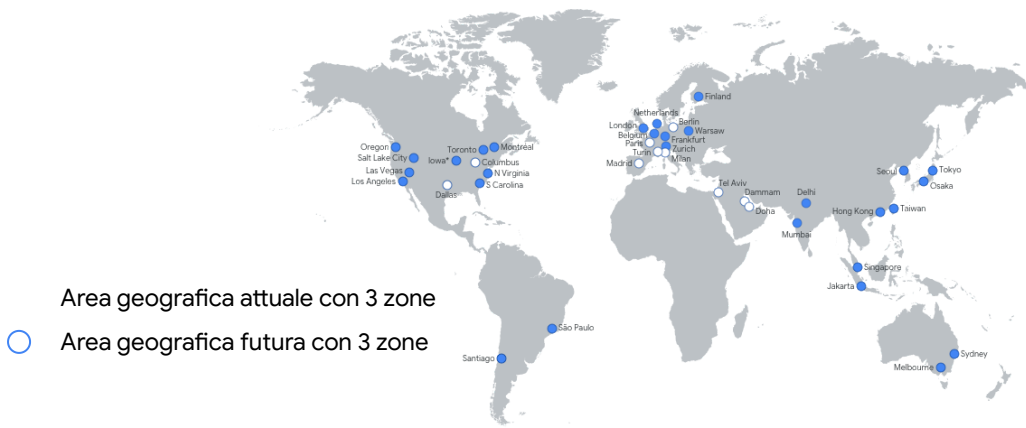 Finland
Netherlands
London
Berlin
Belgium
Warsaw
Frankfurt
Paris
Zurich
Turin
Milan
Madrid
Oregon
Toronto
Montréal
Salt Lake City
Iowa*
Columbus
Las Vegas
N Virginia
Los Angeles
S Carolina
Dallas
Tel Aviv
Dammam
Doha
Delhi
Mumbai
Seoul
Tokyo
Osaka
Hong Kong
Taiwan
Singapore
Jakarta
Area geografica attuale con 3 zone
Area geografica futura con 3 zone
São Paulo
Santiago
Sydney
Melbourne